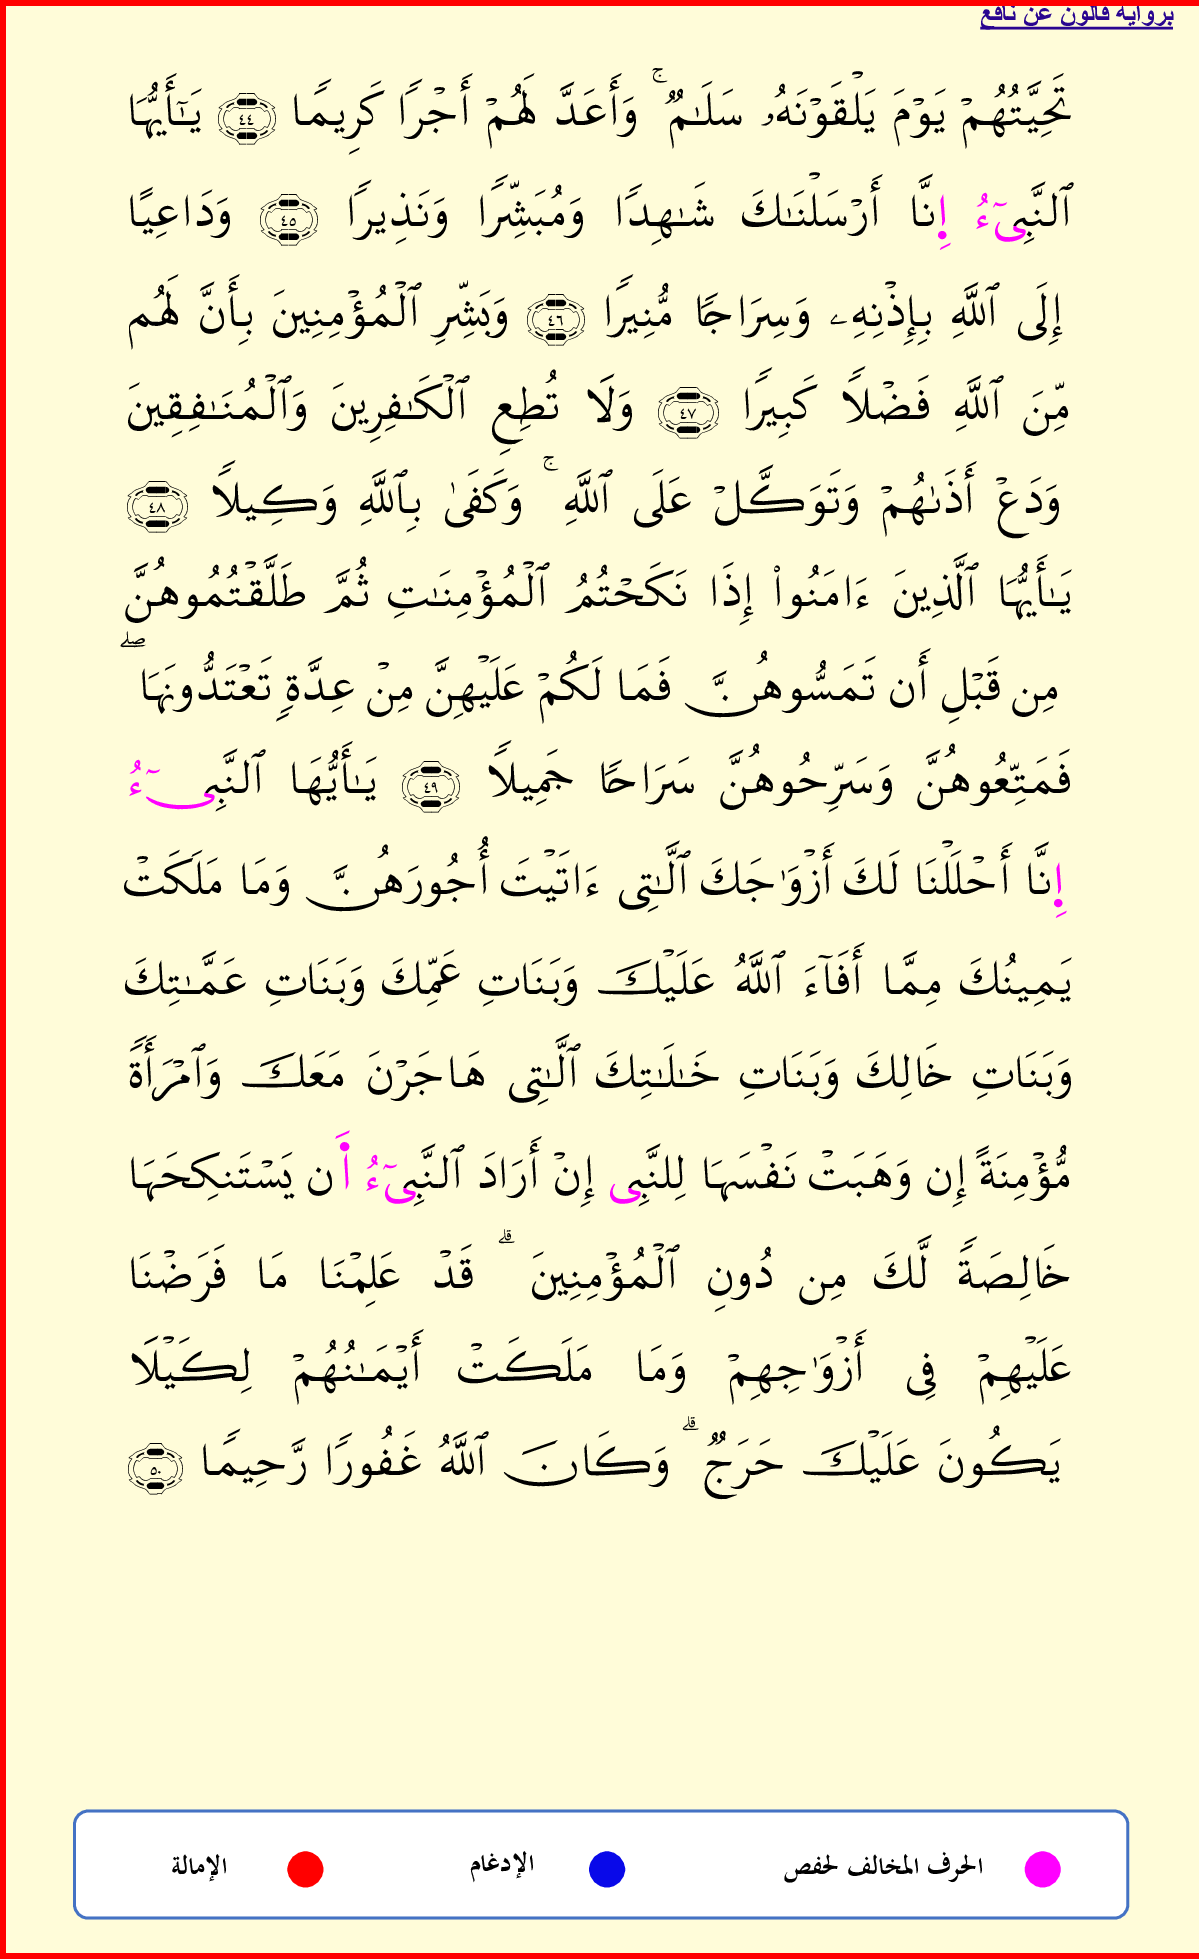 برواية قالون عن نافع
تَحِيَّتُهُمْ يَوْمَ يَلْقَوْنَهُۥ سَلَٰمٌۚ وَأَعَدَّ لَهُمْ أَجْرًا كَرِيمًا ٤٤ يَٰٓأَيُّهَا
ٱلنَّبِىٓءُ إِنَّا أَرْسَلْنَٰكَ شَٰهِدًا وَمُبَشِّرًا وَنَذِيرًا ٤٥ وَدَاعِيًا
إِلَى ٱللَّهِ بِإِذْنِهِۦ وَسِرَاجًا مُّنِيرًا ٤٦ وَبَشِّرِ ٱلْمُؤْمِنِينَ بِأَنَّ لَهُم
مِّنَ ٱللَّهِ فَضْلًا كَبِيرًا ٤٧ وَلَا تُطِعِ ٱلْكَٰفِرِينَ وَٱلْمُنَٰفِقِينَ
وَدَعْ أَذَىٰهُمْ وَتَوَكَّلْ عَلَى ٱللَّهِۚ وَكَفَىٰ بِٱللَّهِ وَكِيلًا ٤٨
يَٰأَيُّهَا ٱلَّذِينَ ءَامَنُوا۟ إِذَا نَكَحْتُمُ ٱلْمُؤْمِنَٰتِ ثُمَّ طَلَّقْتُمُوهُنَّ
مِن قَبْلِ أَن تَمَسُّوهُنَّ فَمَا لَكُمْ عَلَيْهِنَّ مِنْ عِدَّةٍ تَعْتَدُّونَهَاۖ
فَمَتِّعُوهُنَّ وَسَرِّحُوهُنَّ سَرَاحًا جَمِيلًا ٤٩ يَٰأَيُّهَا ٱلنَّبِىٓءُ
إِنَّا أَحْلَلْنَا لَكَ أَزْوَٰجَكَ ٱلَّٰتِى ءَاتَيْتَ أُجُورَهُنَّ وَمَا مَلَكَتْ
يَمِينُكَ مِمَّا أَفَآءَ ٱللَّهُ عَلَيْكَ وَبَنَاتِ عَمِّكَ وَبَنَاتِ عَمَّٰتِكَ
وَبَنَاتِ خَالِكَ وَبَنَاتِ خَٰلَٰتِكَ ٱلَّٰتِى هَاجَرْنَ مَعَكَ وَٱمْرَأَةً
مُّؤْمِنَةً إِن وَهَبَتْ نَفْسَهَا لِلنَّبِى إِنْ أَرَادَ ٱلنَّبِىٓءُ أَن يَسْتَنكِحَهَا
خَالِصَةً لَّكَ مِن دُونِ ٱلْمُؤْمِنِينَۗ قَدْ عَلِمْنَا مَا فَرَضْنَا
عَلَيْهِمْ فِى أَزْوَٰجِهِمْ وَمَا مَلَكَتْ أَيْمَٰنُهُمْ لِكَيْلَا
يَكُونَ عَلَيْكَ حَرَجٌۗ وَكَانَ ٱللَّهُ غَفُورًا رَّحِيمًا ٥٠
الحرف المخالف لحفص الإدغام الإمالة